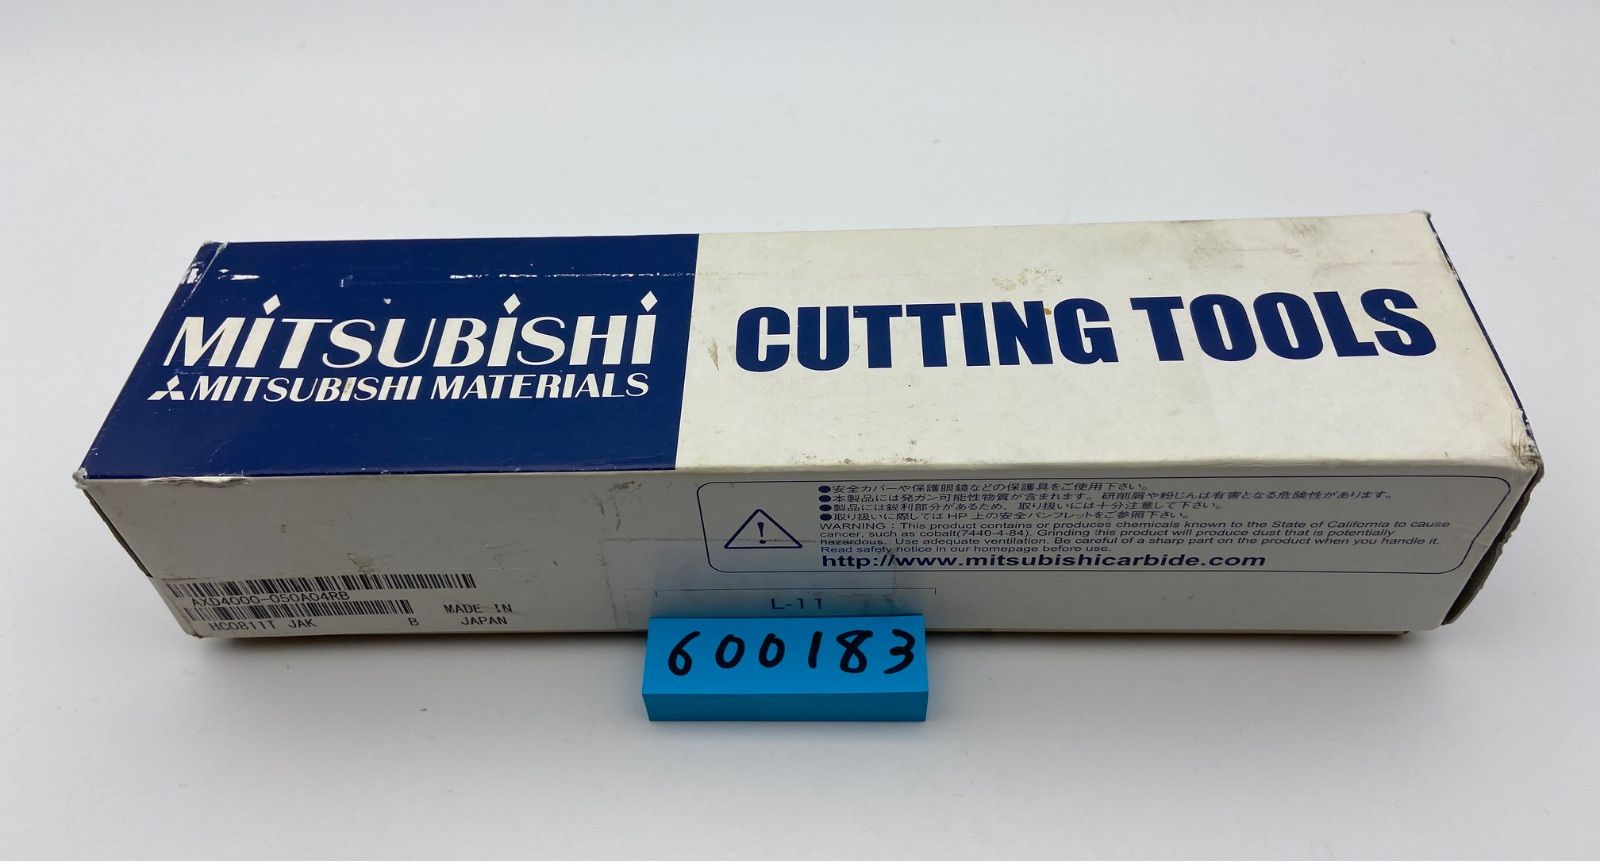 MITSUBISHI
MITSUBISHI MATERIALS
CUTTING TOOLS
●安全カバーや保護眼鏡などの保護具をご使用下さい。
●本製品には発ガン可能性物質が含まれます。研削屑や粉じんは有害となる危険性があります。
●製品には鋭利部分があるため、取り扱いには十分注意して下さい。
●取り扱いに際してはHP上の安全パンフレットをご参照下さい。
WARNING : This product contains or produces chemicals known to the State of California to cause
cancer, such as cobalt(7440-4-84). Grinding this product will produce dust that is potentially
hazardous. Use adequate ventilation. Be careful of a sharp part on the product when you handle it.
Read safety notice in our homepage before use.
http://www.mitsubishicarbide.com
AXD4000-050A04RB
HC0811T JAK B
MADE IN
JAPAN
L-11
600183